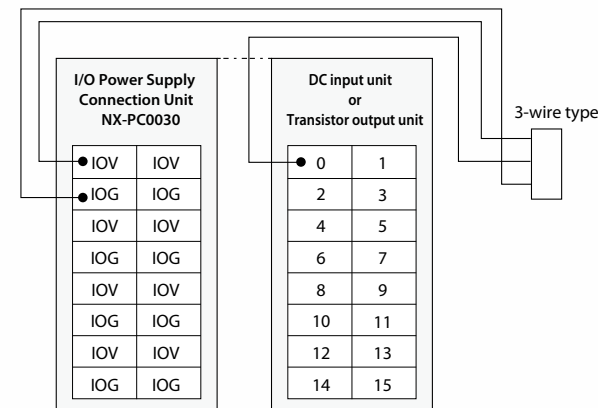 I/O Power Supply
Connection Unit
NX-PC0030
DC input unit
or
Transistor output unit
3-wire type
IOV IOV
IOG IOG
IOV IOV
IOG IOG
IOV IOV
IOG IOG
IOV IOV
IOG IOG
0 1
2 3
4 5
6 7
8 9
10 11
12 13
14 15